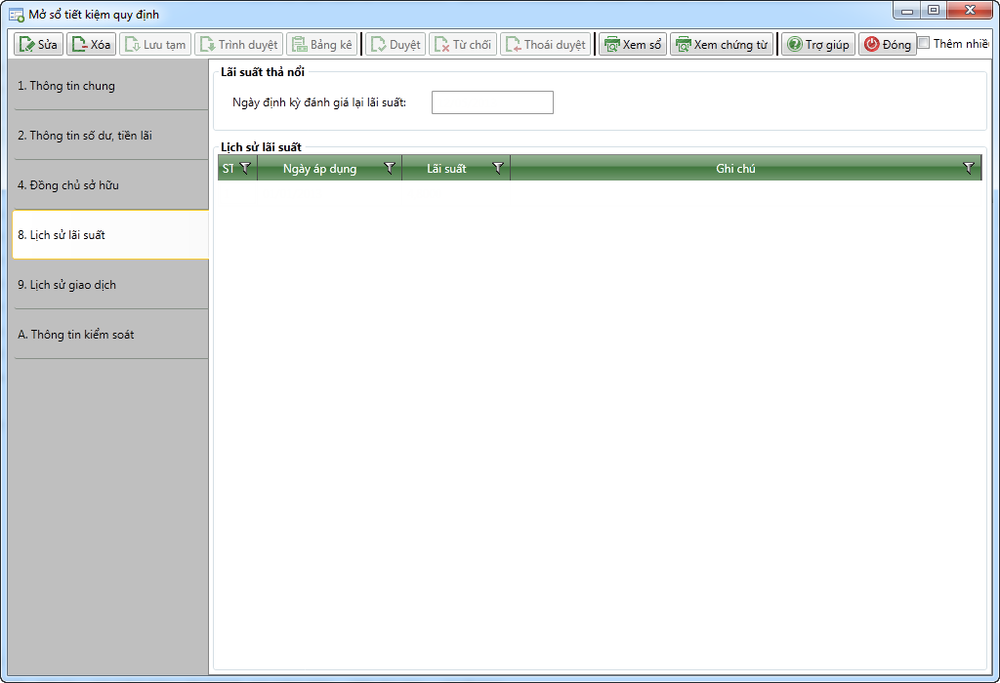 Mở sổ tiết kiệm quy định
Sửa Xóa Lưu tạm Trình duyệt Bảng kê Duyệt Từ chối Thoái duyệt Xem sổ Xem chứng từ Trợ giúp Đóng Thêm nhiề
1. Thông tin chung
2. Thông tin số dư, tiền lãi
4. Đồng chủ sở hữu
8. Lịch sử lãi suất
9. Lịch sử giao dịch
A. Thông tin kiểm soát
Lãi suất thả nổi
Ngày định kỳ đánh giá lại lãi suất:
Lịch sử lãi suất
ST Ngày áp dụng Lãi suất Ghi chú